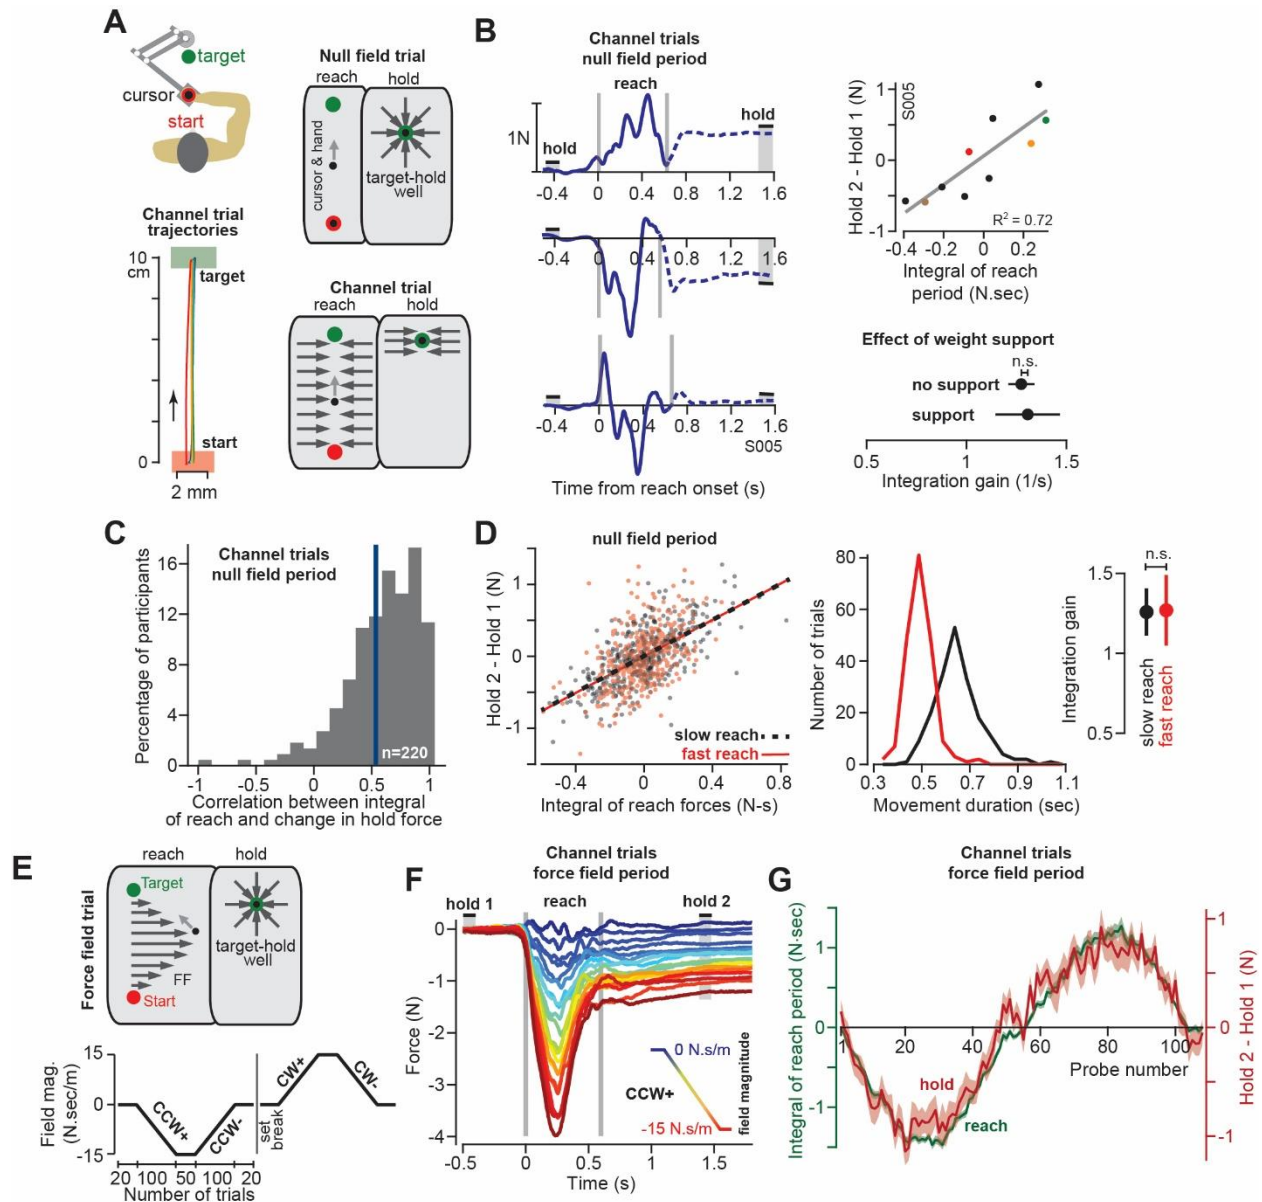 A
target
cursor
start
Null field trial
reach
hold
cursor & hand
target-hold
well
Channel trial
trajectories
10
cm
target
start
0
2 mm
Channel trial
reach
hold
B
Channel trials
null field period
reach
hold
hold
1N
-0.4 0 0.4 0.8 1.2 1.6
-0.4 0 0.4 0.8 1.2 1.6
-0.4 0 0.4 0.8 1.2 1.6
S005
Time from reach onset (s)
Hold 2 - Hold 1 (N)
S005
1
0
-1
R² = 0.72
-0.4 -0.2 0 0.2
Integral of reach
period (N.sec)
Effect of weight support
n.s.
no support
support
0.5 1 1.5
Integration gain (1/s)
C
Channel trials
null field period
Percentage of participants
16
12
8
4
0
n=220
-1 -0.5 0 0.5 1
Correlation between integral
of reach and change in hold force
D
null field period
Hold 2 - Hold 1 (N)
1
0
-1
slow reach
fast reach
-0.4 0 0.4 0.8
Integral of reach forces (N-s)
Number of trials
80
60
40
20
0
0.3 0.5 0.7 0.9 1.1
Movement duration (sec)
n.s.
Integration gain
1.5
1
0.5
slow reach
fast reach
E
Force field trial
reach
hold
Target
target-hold
well
FF
Start
Field mag.
(N.sec/m)
15
0
-15
CCW+
CCW-
set
break
CW+
CW-
20 100 50 100 20
Number of trials
F
Channel trials
force field period
hold 1
reach
hold 2
Force (N)
0
-1
-2
-3
-4
0 N.s/m
CCW+
-15 N.s/m
field magnitude
-0.5 0 0.5 1 1.5
Time (s)
G
Channel trials
force field period
Integral of reach period (N·sec)
1
0
-1
1 20 40 60 80 100
Probe number
hold
reach
1
0
-1
Hold 2 - Hold 1 (N)